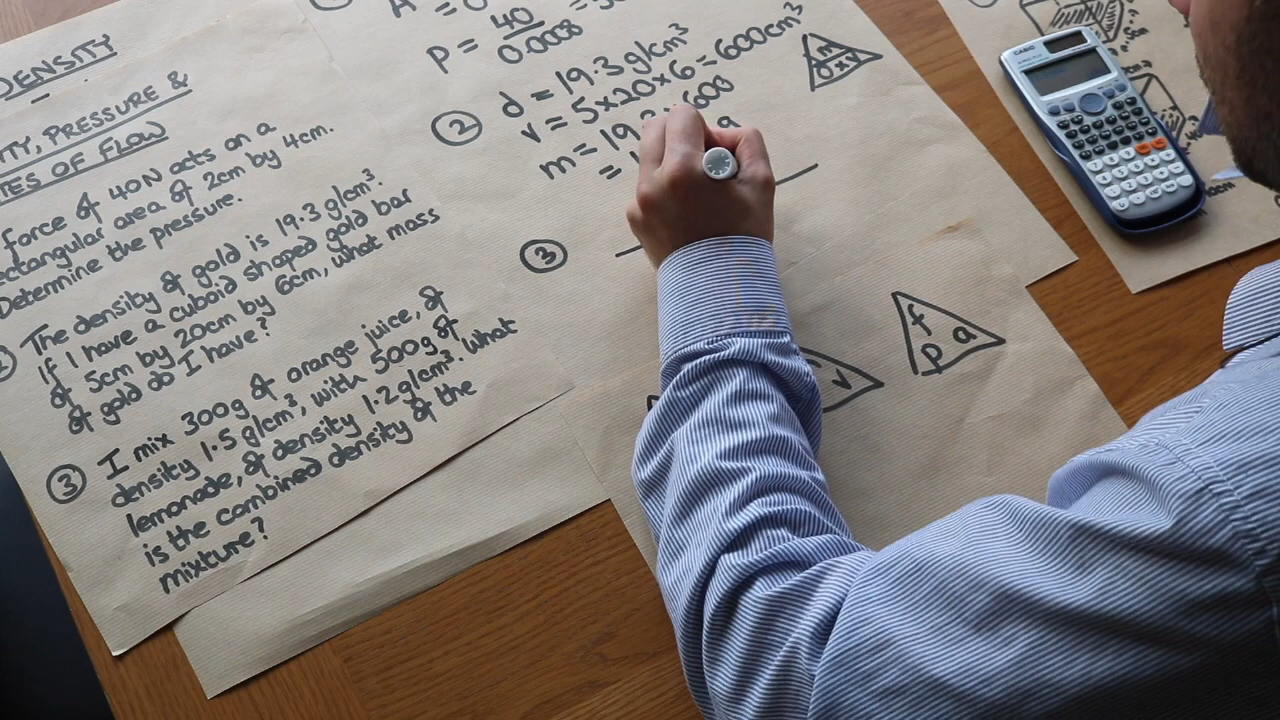 DENSITY
TY, PRESSURE &
TES OF FLOW
force of 40N acts on a
ectangular area of 2cm by 4cm.
Determine the pressure.
The density of gold is 19.3 g/cm³.
If I have a cuboid shaped gold bar
of 5cm by 20cm by 6cm, what mass
of gold do I have?
③ I mix 300g of orange juice, of
density 1.5 g/cm³, with 500g of
lemonade, of density 1.2 g/cm³. What
is the combined density of the
mixture?
P = 40
0.0008
② d = 19.3 g/cm³
v = 5×20×6 = 600cm³
m = 19. × 600
= 1 g
③
m
D × V
f
p a
v
CASIO